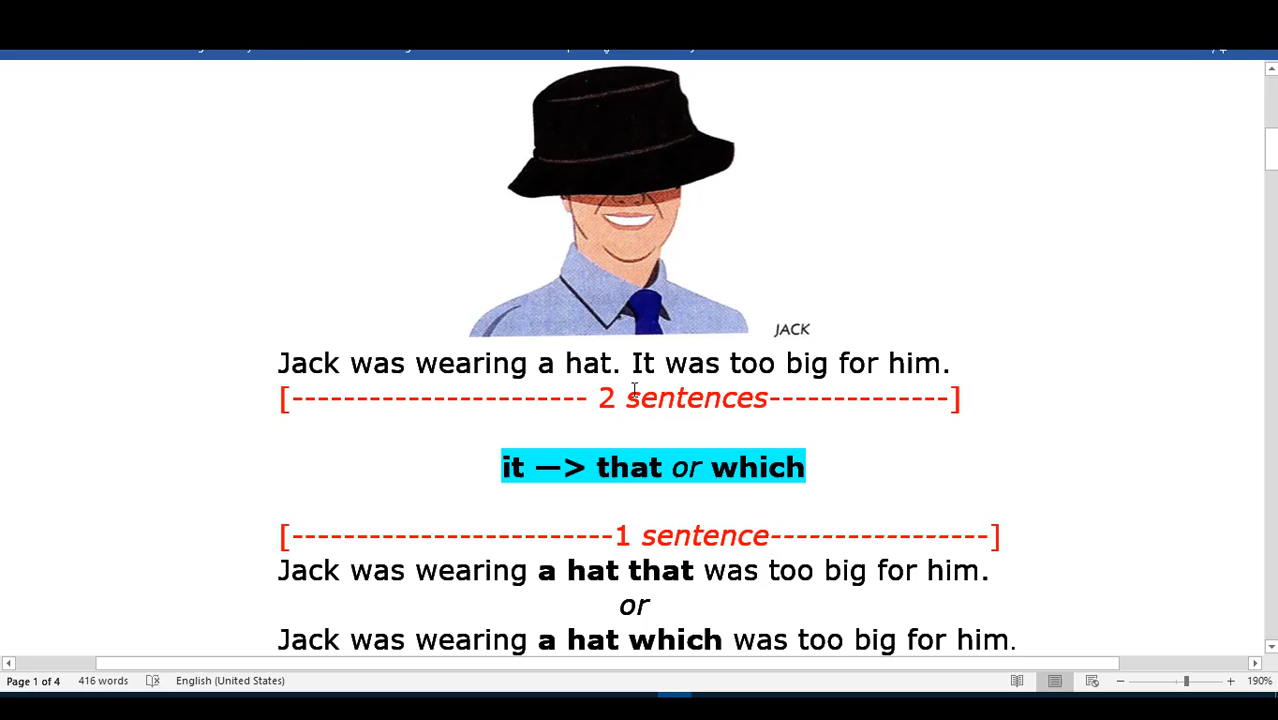 JACK
Jack was wearing a hat. It was too big for him.
[----------------------- 2 sentences--------------]
it —> that or which
[-------------------------1 sentence-----------------]
Jack was wearing a hat that was too big for him.
or
Jack was wearing a hat which was too big for him.
Page 1 of 4 416 words English (United States) 190%